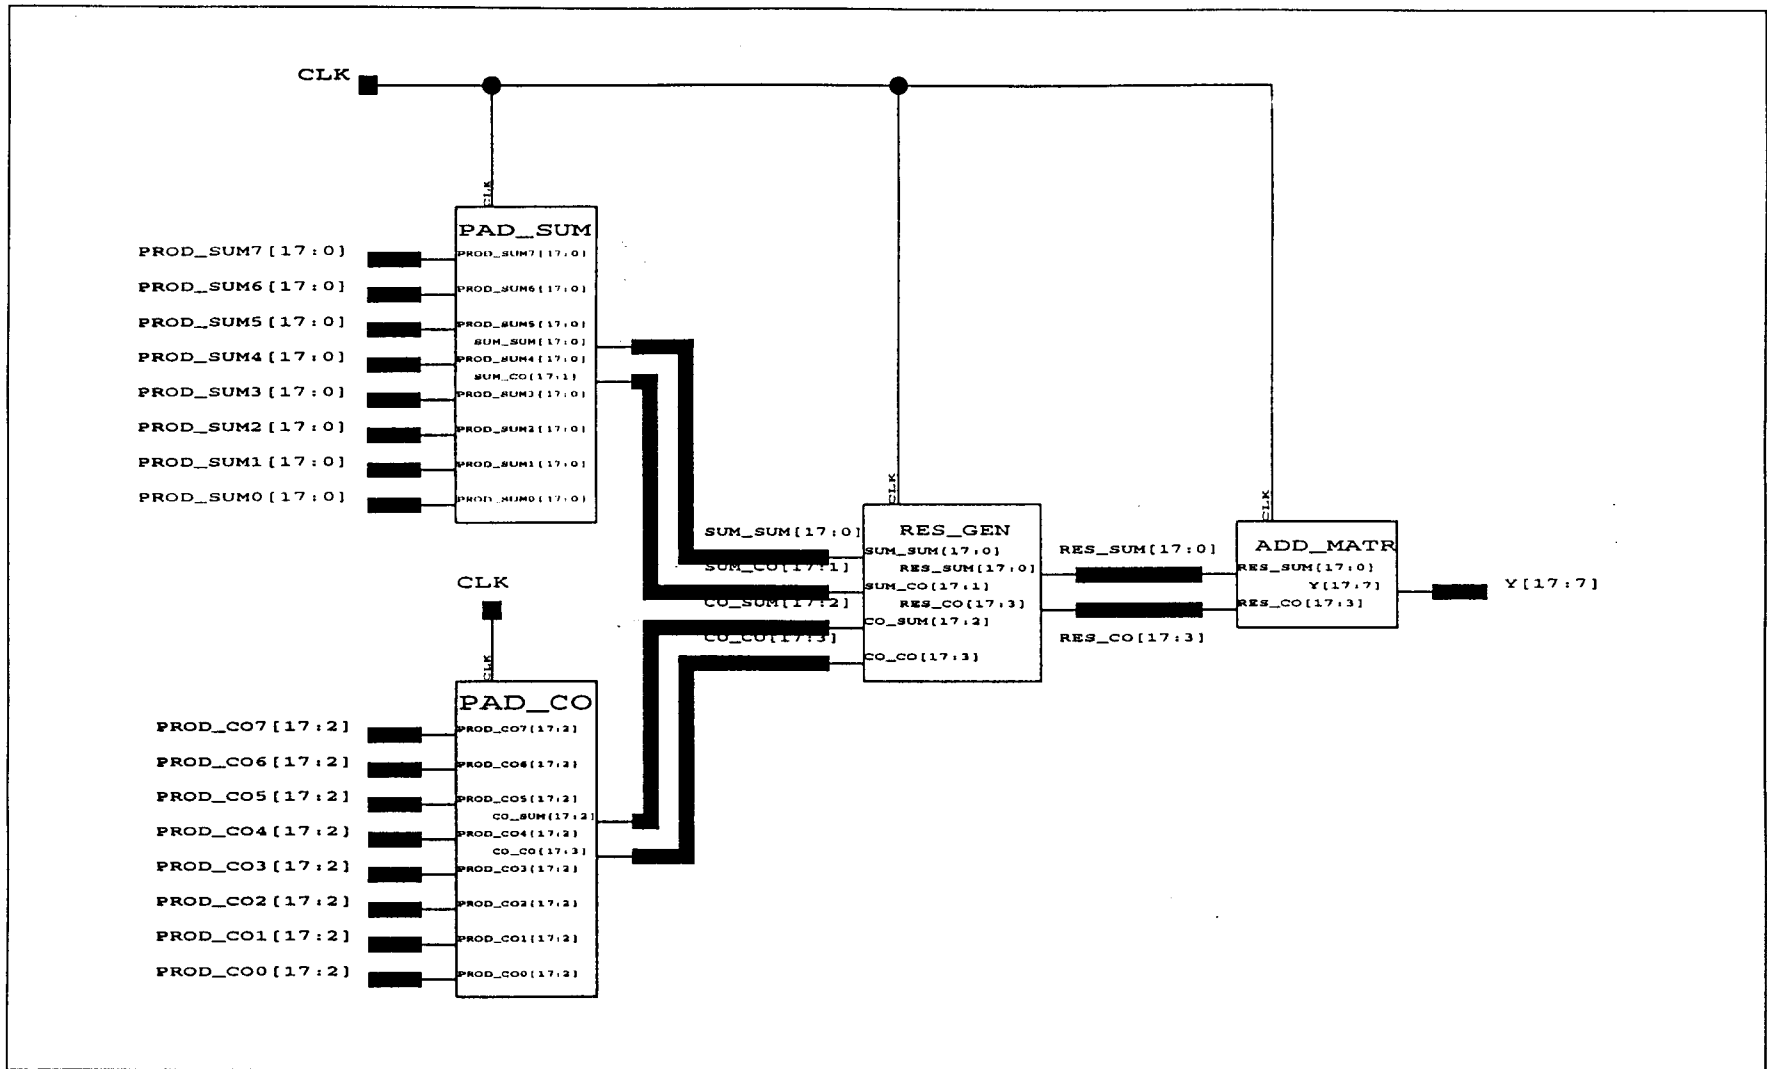 CLK
CLK
PAD_SUM
PROD_SUM7[17:0]
PROD_SUM7[17:0]
PROD_SUM6[17:0]
PROD_SUM6[17:0]
PROD_SUM5[17:0]
PROD_SUM5[17:0]
SUM_SUM[17:0]
PROD_SUM4[17:0]
PROD_SUM4[17:0]
SUM_CO[17:1]
PROD_SUM3[17:0]
PROD_SUM3[17:0]
PROD_SUM2[17:0]
PROD_SUM2[17:0]
PROD_SUM1[17:0]
PROD_SUM1[17:0]
PROD_SUM0[17:0]
PROD_SUM0[17:0]
CLK
CLK
PAD_CO
PROD_CO7[17:2]
PROD_CO7[17:2]
PROD_CO6[17:2]
PROD_CO6[17:2]
PROD_CO5[17:2]
PROD_CO5[17:2]
CO_SUM[17:2]
PROD_CO4[17:2]
PROD_CO4[17:2]
CO_CO[17:3]
PROD_CO3[17:2]
PROD_CO3[17:2]
PROD_CO2[17:2]
PROD_CO2[17:2]
PROD_CO1[17:2]
PROD_CO1[17:2]
PROD_CO0[17:2]
PROD_CO0[17:2]
SUM_SUM[17:0]
SUM_CO[17:1]
CO_SUM[17:2]
CO_CO[17:3]
CLK
RES_GEN
SUM_SUM[17:0]
RES_SUM[17:0]
SUM_CO[17:1]
RES_CO[17:3]
CO_SUM[17:2]
CO_CO[17:3]
RES_SUM[17:0]
RES_CO[17:3]
CLK
ADD_MATR
RES_SUM[17:0]
Y[17:7]
RES_CO[17:3]
Y[17:7]